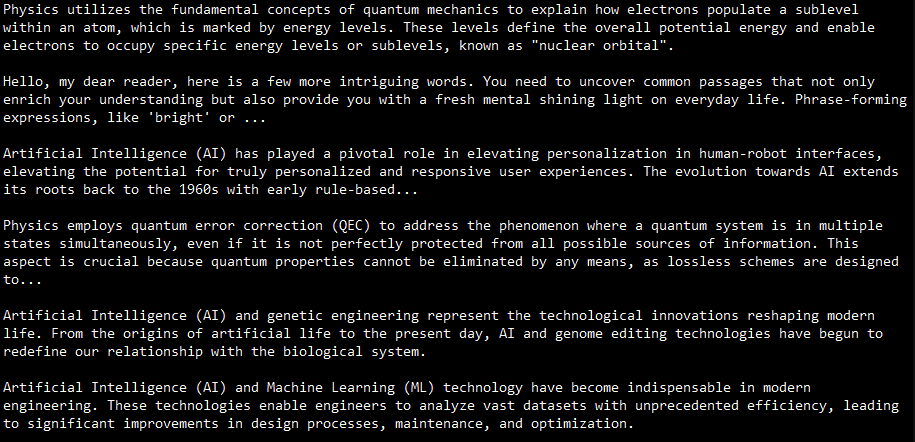 Physics utilizes the fundamental concepts of quantum mechanics to explain how electrons populate a sublevel
within an atom, which is marked by energy levels. These levels define the overall potential energy and enable
electrons to occupy specific energy levels or sublevels, known as "nuclear orbital".
Hello, my dear reader, here is a few more intriguing words. You need to uncover common passages that not only
enrich your understanding but also provide you with a fresh mental shining light on everyday life. Phrase-forming
expressions, like 'bright' or ...
Artificial Intelligence (AI) has played a pivotal role in elevating personalization in human-robot interfaces,
elevating the potential for truly personalized and responsive user experiences. The evolution towards AI extends
its roots back to the 1960s with early rule-based...
Physics employs quantum error correction (QEC) to address the phenomenon where a quantum system is in multiple
states simultaneously, even if it is not perfectly protected from all possible sources of information. This
aspect is crucial because quantum properties cannot be eliminated by any means, as lossless schemes are designed
to...
Artificial Intelligence (AI) and genetic engineering represent the technological innovations reshaping modern
life. From the origins of artificial life to the present day, AI and genome editing technologies have begun to
redefine our relationship with the biological system.
Artificial Intelligence (AI) and Machine Learning (ML) technology have become indispensable in modern
engineering. These technologies enable engineers to analyze vast datasets with unprecedented efficiency, leading
to significant improvements in design processes, maintenance, and optimization.